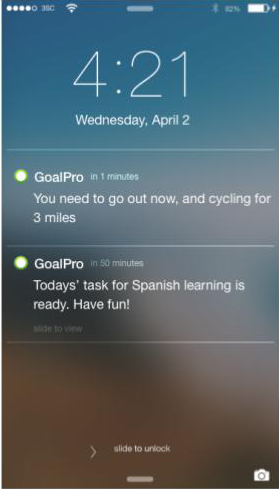 3SC 92%
4:21
Wednesday, April 2
GoalPro in 1 minutes
You need to go out now, and cycling for
3 miles
GoalPro in 50 minutes
Todays' task for Spanish learning is
ready. Have fun!
slide to view
slide to unlock